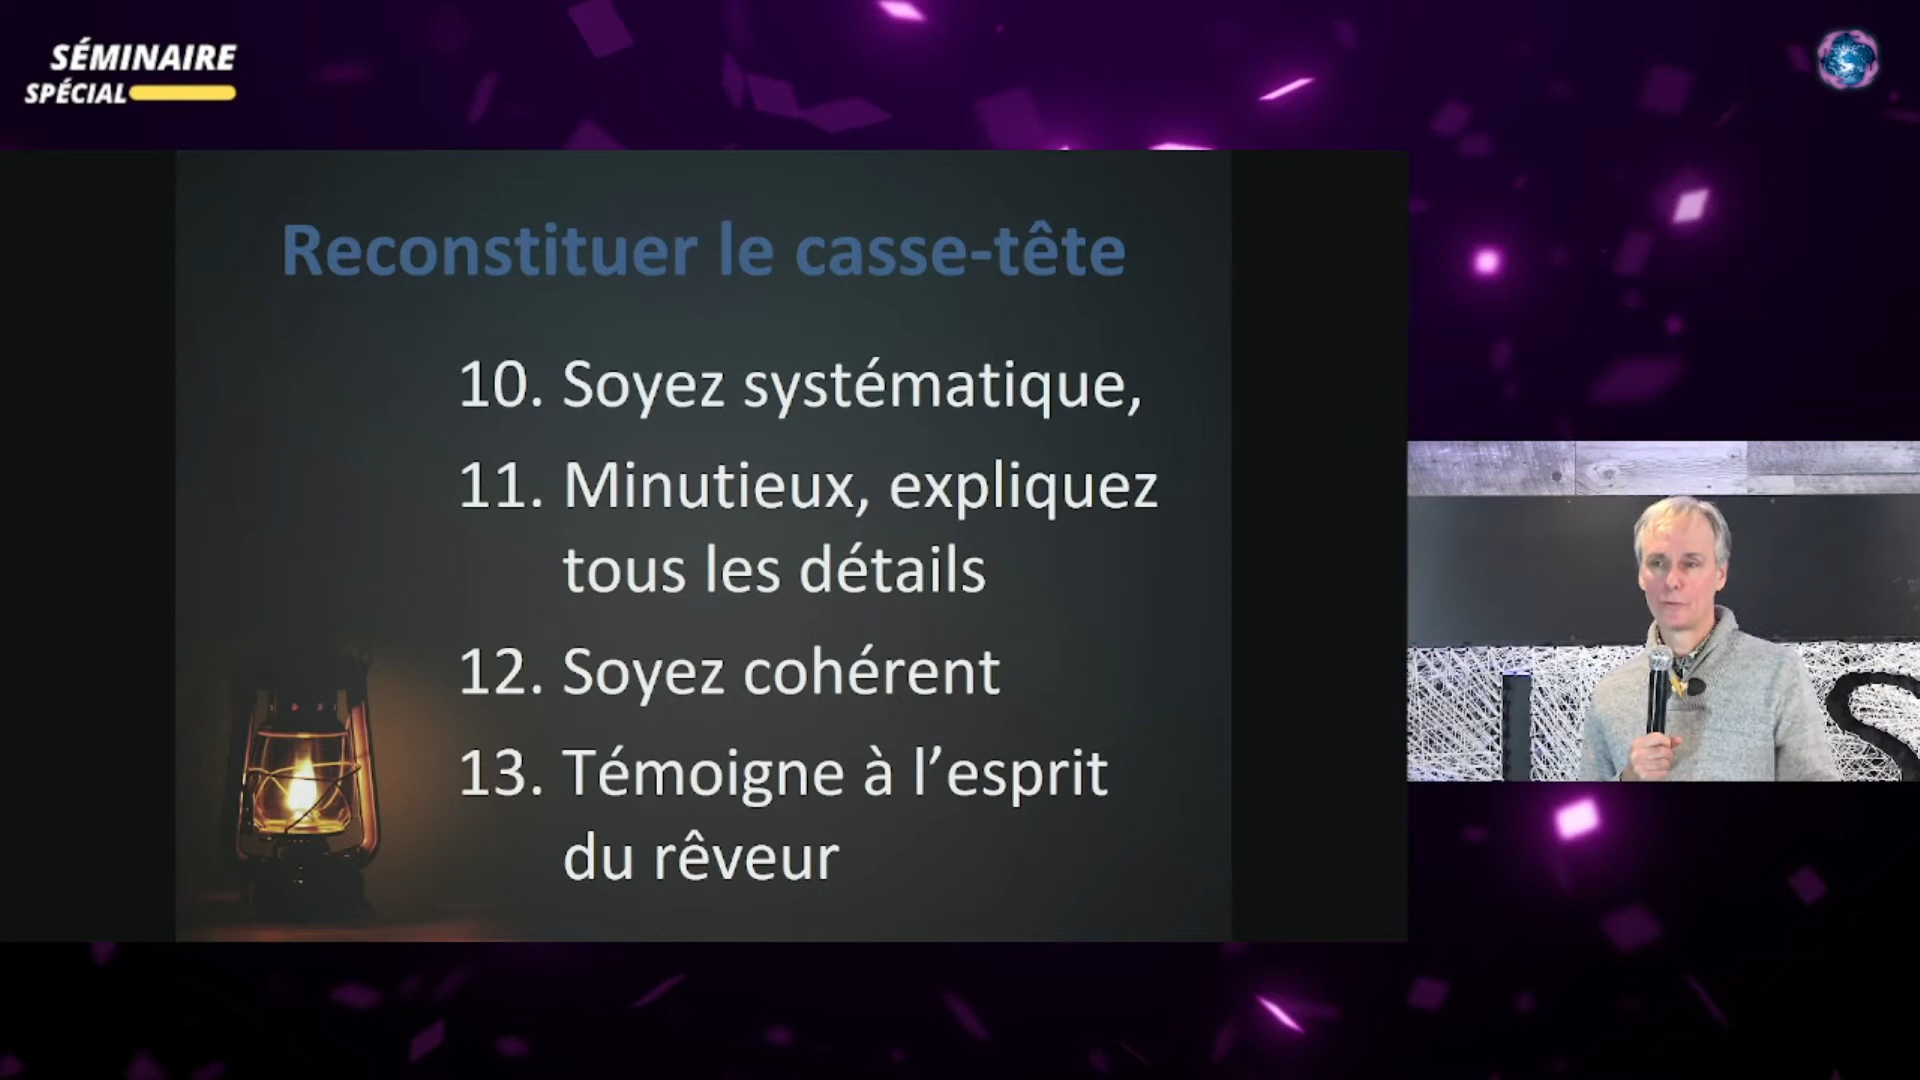 SÉMINAIRE
SPÉCIAL
Reconstituer le casse-tête
10. Soyez systématique,
11. Minutieux, expliquez
tous les détails
12. Soyez cohérent
13. Témoigne à l’esprit
du rêveur